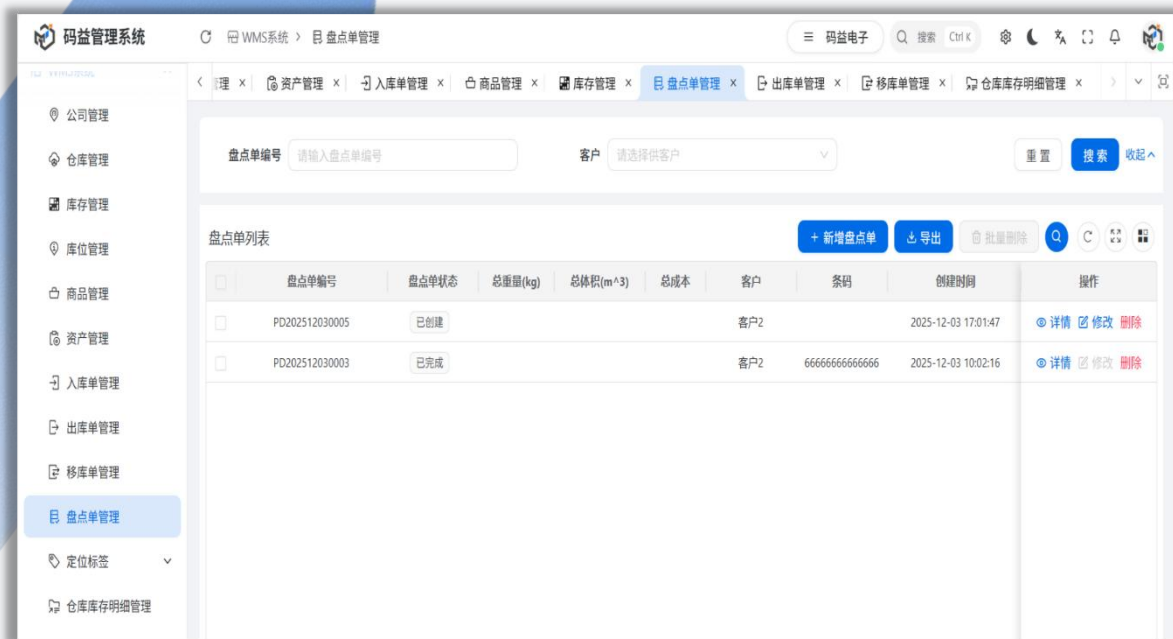 码益管理系统
WMS系统 > 盘点单管理
码益电子
搜索 Ctrl K
WMS系统
管理 × 资产管理 × 入库单管理 × 商品管理 × 库存管理 × 盘点单管理 × 出库单管理 × 移库单管理 × 仓库库存明细管理 ×
公司管理
仓库管理
库存管理
库位管理
商品管理
资产管理
入库单管理
出库单管理
移库单管理
盘点单管理
定位标签
仓库库存明细管理
盘点单编号 请输入盘点单编号 客户 请选择供客户 重置 搜索 收起
盘点单列表 + 新增盘点单 导出 批量删除
盘点单编号 盘点单状态 总重量(kg) 总体积(m^3) 总成本 客户 条码 创建时间 操作
PD202512030005 已创建 客户2 2025-12-03 17:01:47 详情 修改 删除
PD202512030003 已完成 客户2 66666666666666 2025-12-03 10:02:16 详情 修改 删除